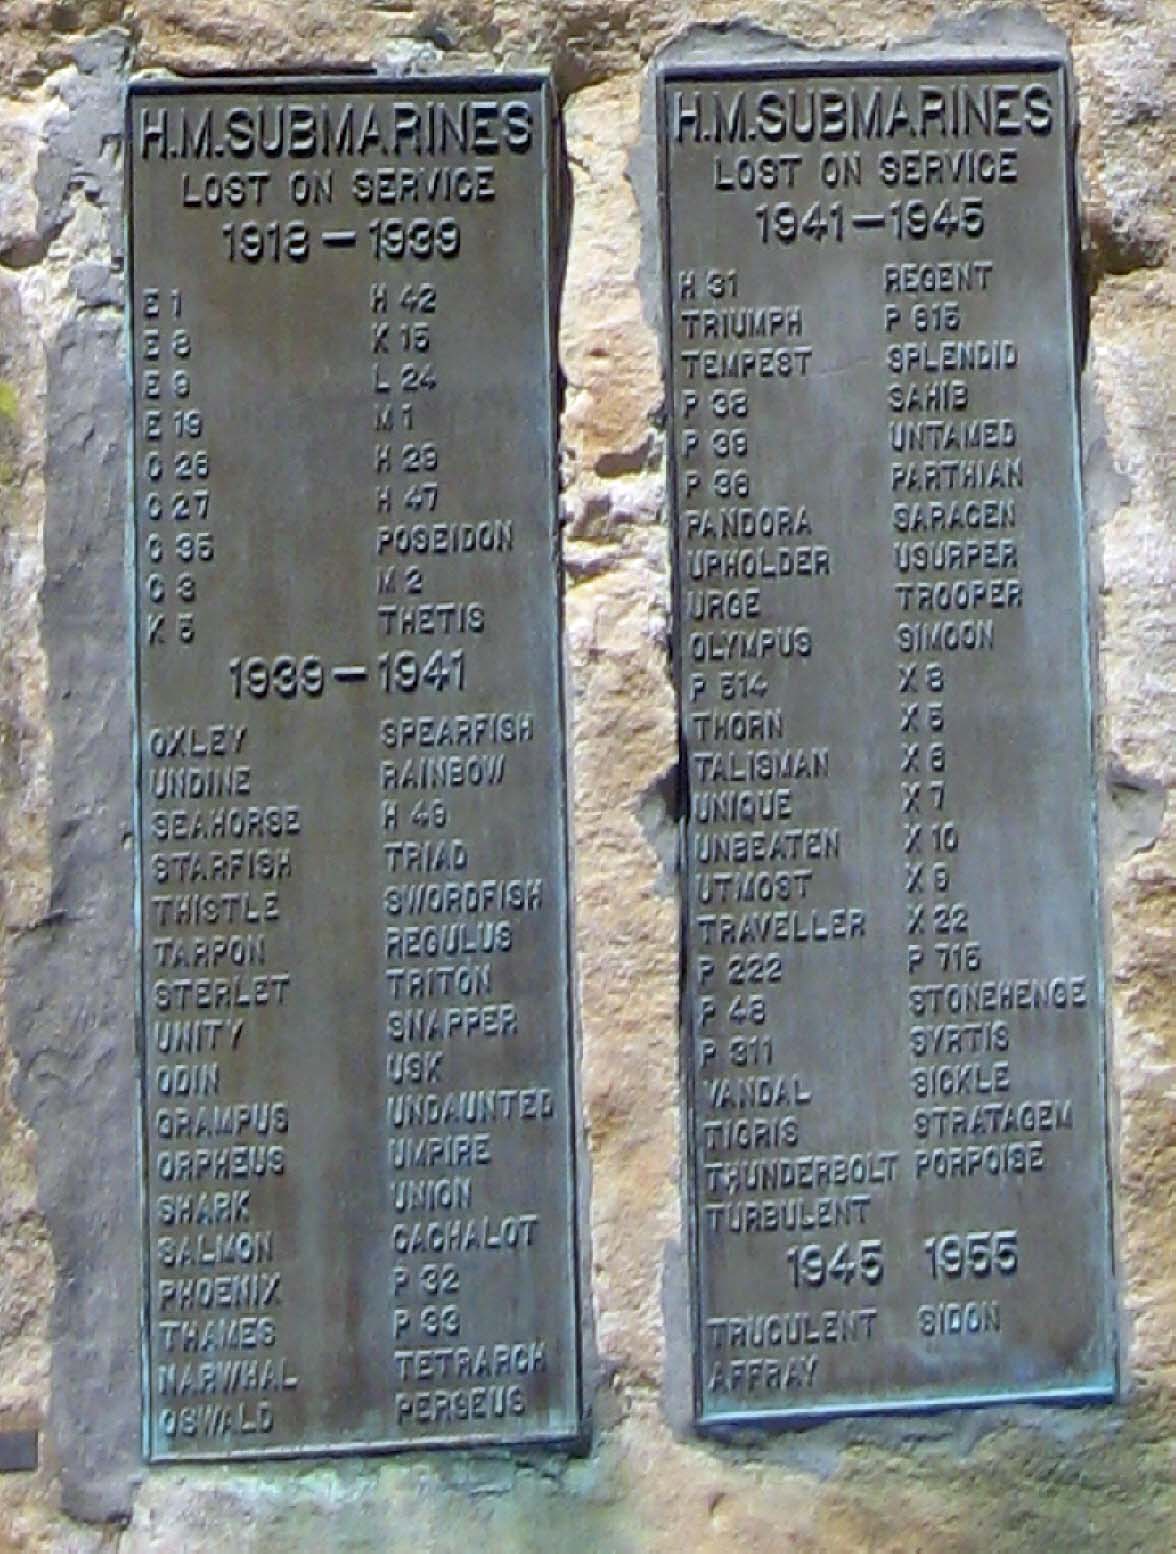 H.M.SUBMARINES
LOST ON SERVICE
1918 – 1939
E 1
E 8
E 9
E 19
C 26
C 27
C 35
C 3
K 5
H 42
K 15
L 24
M 1
H 29
H 47
POSEIDON
M 2
THETIS
1939 – 1941
OXLEY
UNDINE
SEAHORSE
STARFISH
THISTLE
TARPON
STERLET
UNITY
ODIN
GRAMPUS
ORPHEUS
SHARK
SALMON
PHOENIX
THAMES
NARWHAL
OSWALD
SPEARFISH
RAINBOW
H 49
TRIAD
SWORDFISH
REGULUS
TRITON
SNAPPER
USK
UNDAUNTED
UMPIRE
UNION
CACHALOT
P 32
P 33
TETRARCH
PERSEUS
H.M.SUBMARINES
LOST ON SERVICE
1941 – 1945
H 31
TRIUMPH
TEMPEST
P 38
P 39
P 36
PANDORA
UPHOLDER
URGE
OLYMPUS
P 514
THORN
TALISMAN
UNIQUE
UNBEATEN
UTMOST
TRAVELLER
P 222
P 48
P 311
VANDAL
TIGRIS
THUNDERBOLT
TURBULENT
REGENT
P 615
SPLENDID
SAHIB
UNTAMED
PARTHIAN
SARACEN
USURPER
TROOPER
SIMOON
X 8
X 5
X 6
X 7
X 10
X 9
X 22
P 715
STONEHENGE
SYRTIS
SICKLE
STRATAGEM
PORPOISE
1945 1955
TRUCULENT
AFFRAY
SIDON